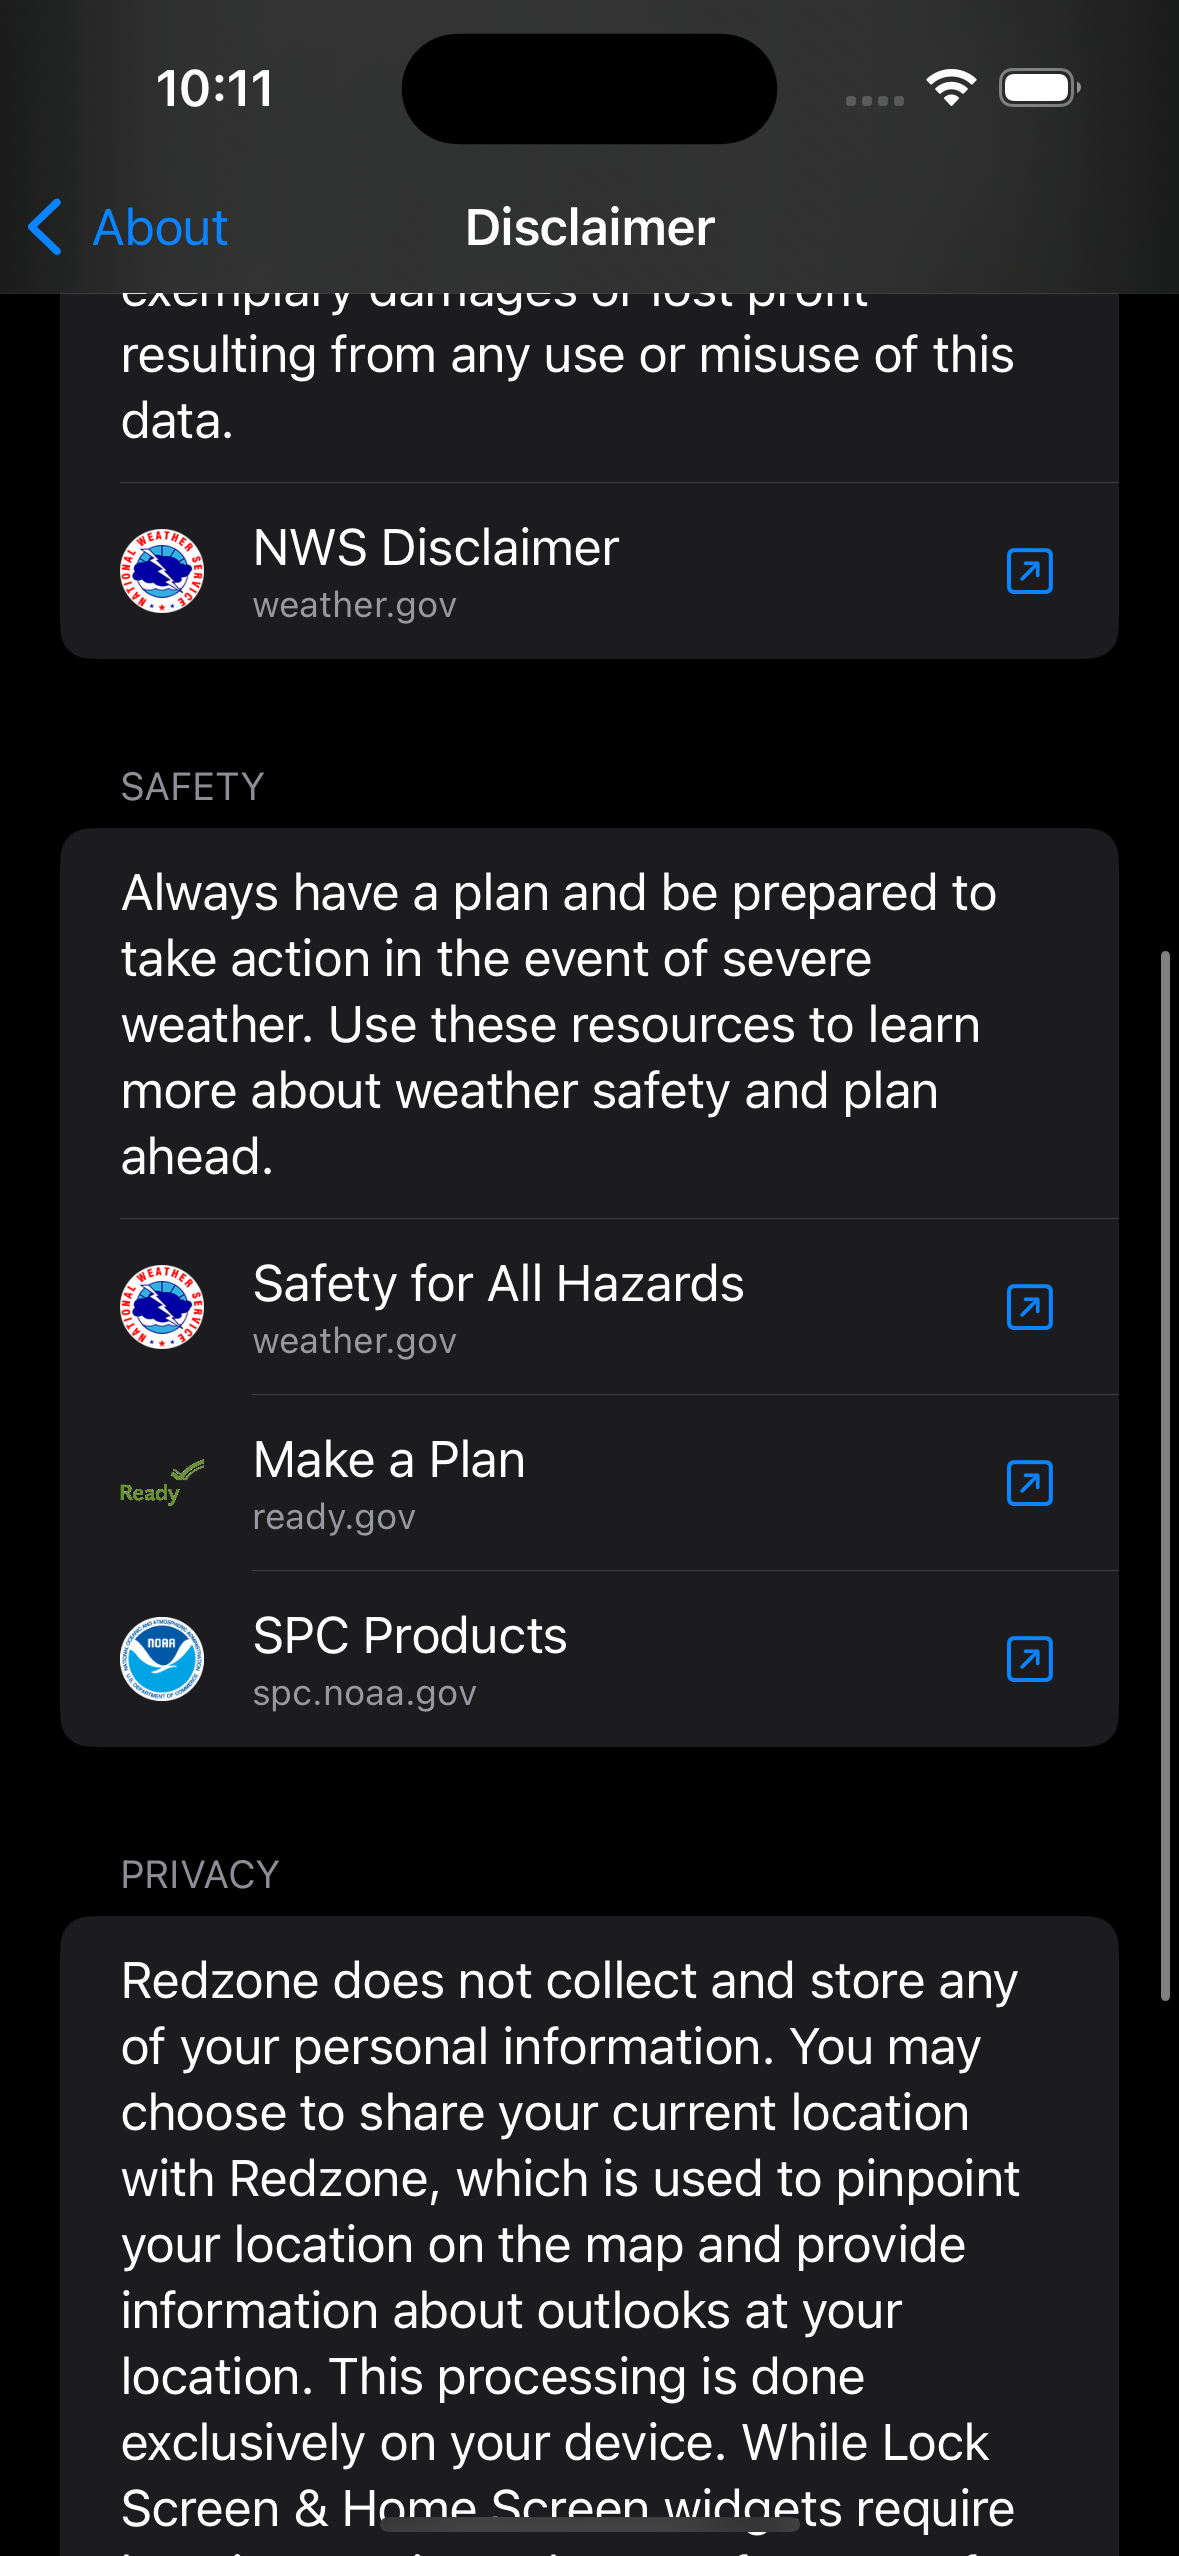 10:11
About
Disclaimer
exemplary damages or lost profit
resulting from any use or misuse of this
data.
NWS Disclaimer
weather.gov
SAFETY
Always have a plan and be prepared to
take action in the event of severe
weather. Use these resources to learn
more about weather safety and plan
ahead.
NATIONAL WEATHER SERVICE
Safety for All Hazards
weather.gov
Ready
Make a Plan
ready.gov
NOAA
SPC Products
spc.noaa.gov
PRIVACY
Redzone does not collect and store any
of your personal information. You may
choose to share your current location
with Redzone, which is used to pinpoint
your location on the map and provide
information about outlooks at your
location. This processing is done
exclusively on your device. While Lock
Screen & Home Screen widgets require